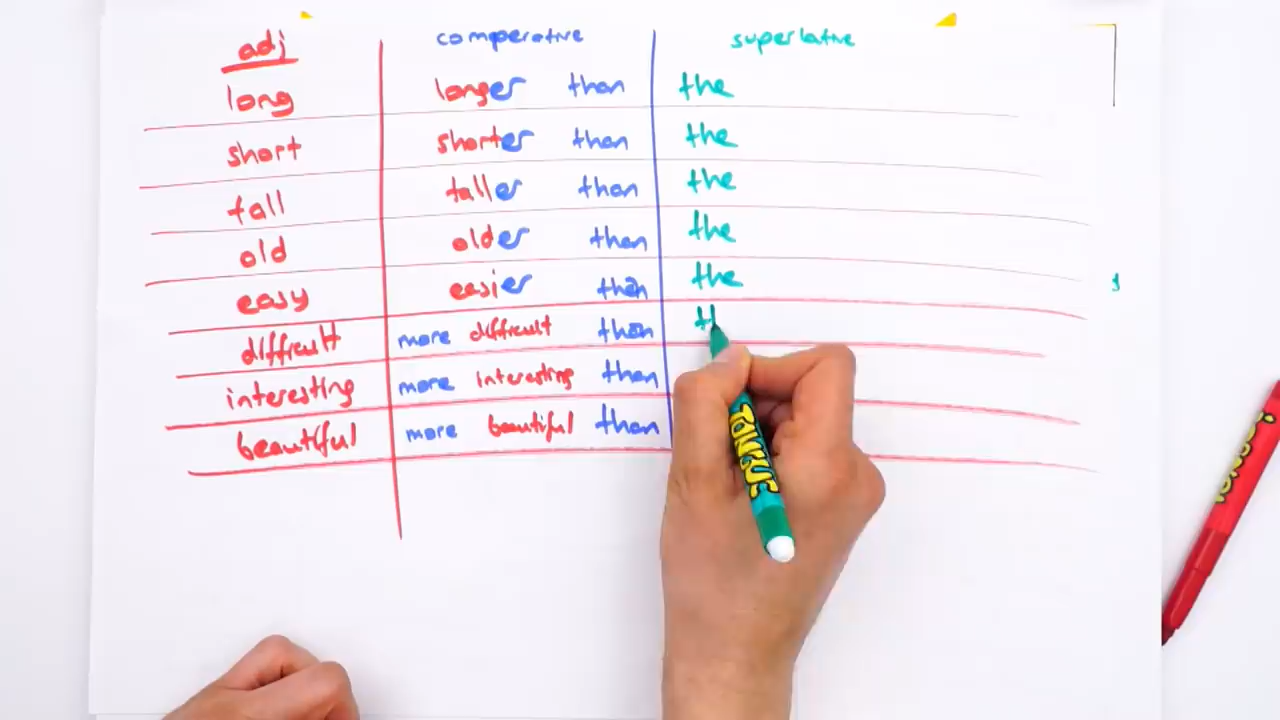 adj comperative superlative
long longer than the
short shorter than the
tall taller than the
old older than the
easy easier than the
difficult more difficult than th
interesting more interesting than
beautiful more beautiful than